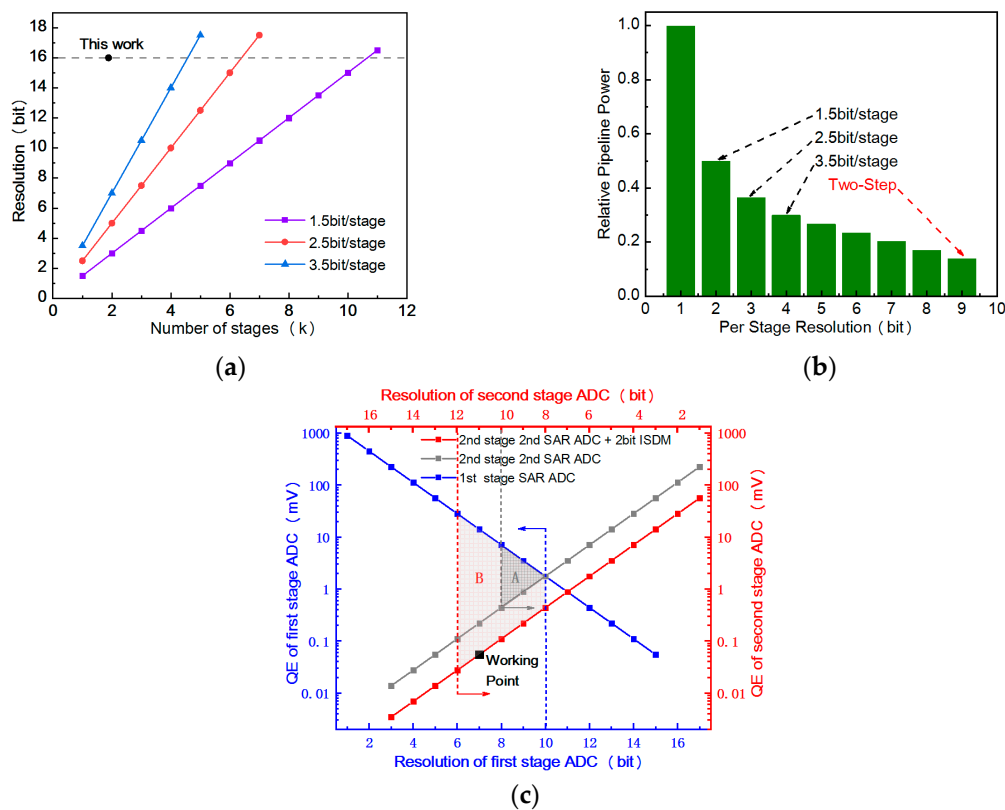 18
16
14
12
10
8
6
4
2
0
Resolution (bit)
This work
1.5bit/stage
2.5bit/stage
3.5bit/stage
0 2 4 6 8 10 12
Number of stages (k)
(a)
1.0
0.8
0.6
0.4
0.2
0.0
Relative Pipeline Power
1.5bit/stage
2.5bit/stage
3.5bit/stage
Two-Step
0 1 2 3 4 5 6 7 8 9 10
Per Stage Resolution (bit)
(b)
Resolution of second stage ADC (bit)
16 14 12 10 8 6 4 2
1000
100
10
1
0.1
0.01
QE of first stage ADC (mV)
2nd stage 2nd SAR ADC + 2bit ISDM
2nd stage 2nd SAR ADC
1st stage SAR ADC
B
A
Working
Point
1000
100
10
1
0.1
0.01
QE of second stage ADC (mV)
2 4 6 8 10 12 14 16
Resolution of first stage ADC (bit)
(c)